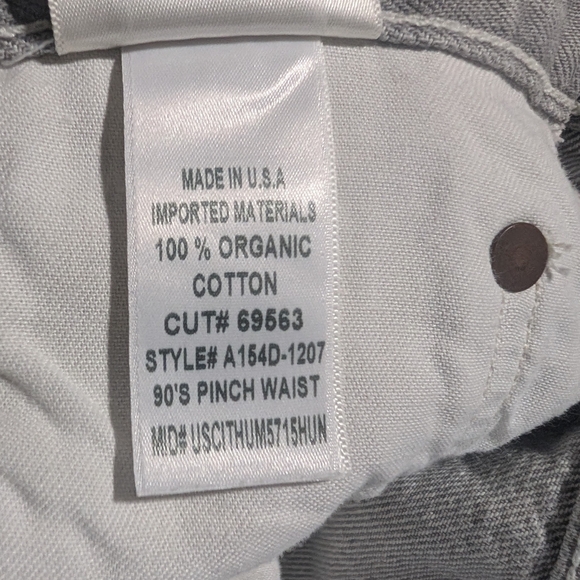 MADE IN U.S.A
IMPORTED MATERIALS
100 % ORGANIC
COTTON
CUT# 69563
STYLE# A154D-1207
90'S PINCH WAIST
MID# USCITHUM5715HUN